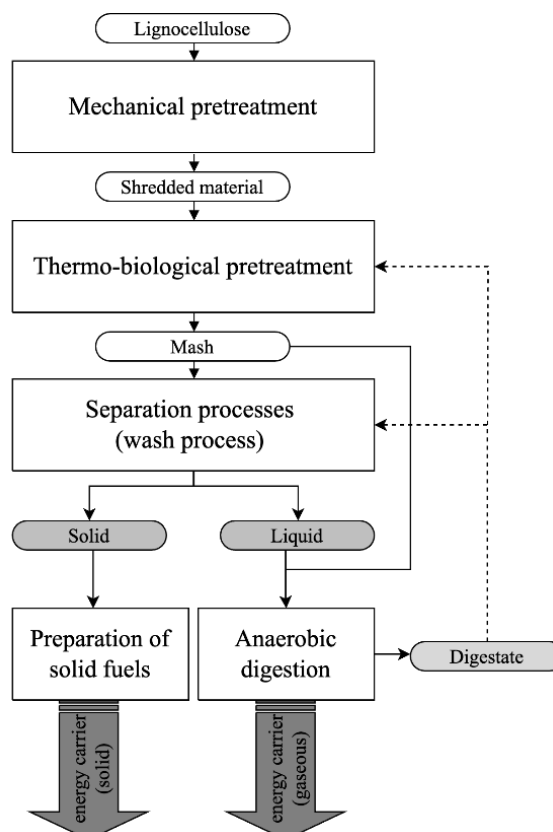 Lignocellulose
Mechanical pretreatment
Shredded material
Thermo-biological pretreatment
Mash
Separation processes
(wash process)
Solid
Liquid
Preparation of
solid fuels
Anaerobic
digestion
Digestate
energy carrier
(solid)
energy carrier
(gaseous)